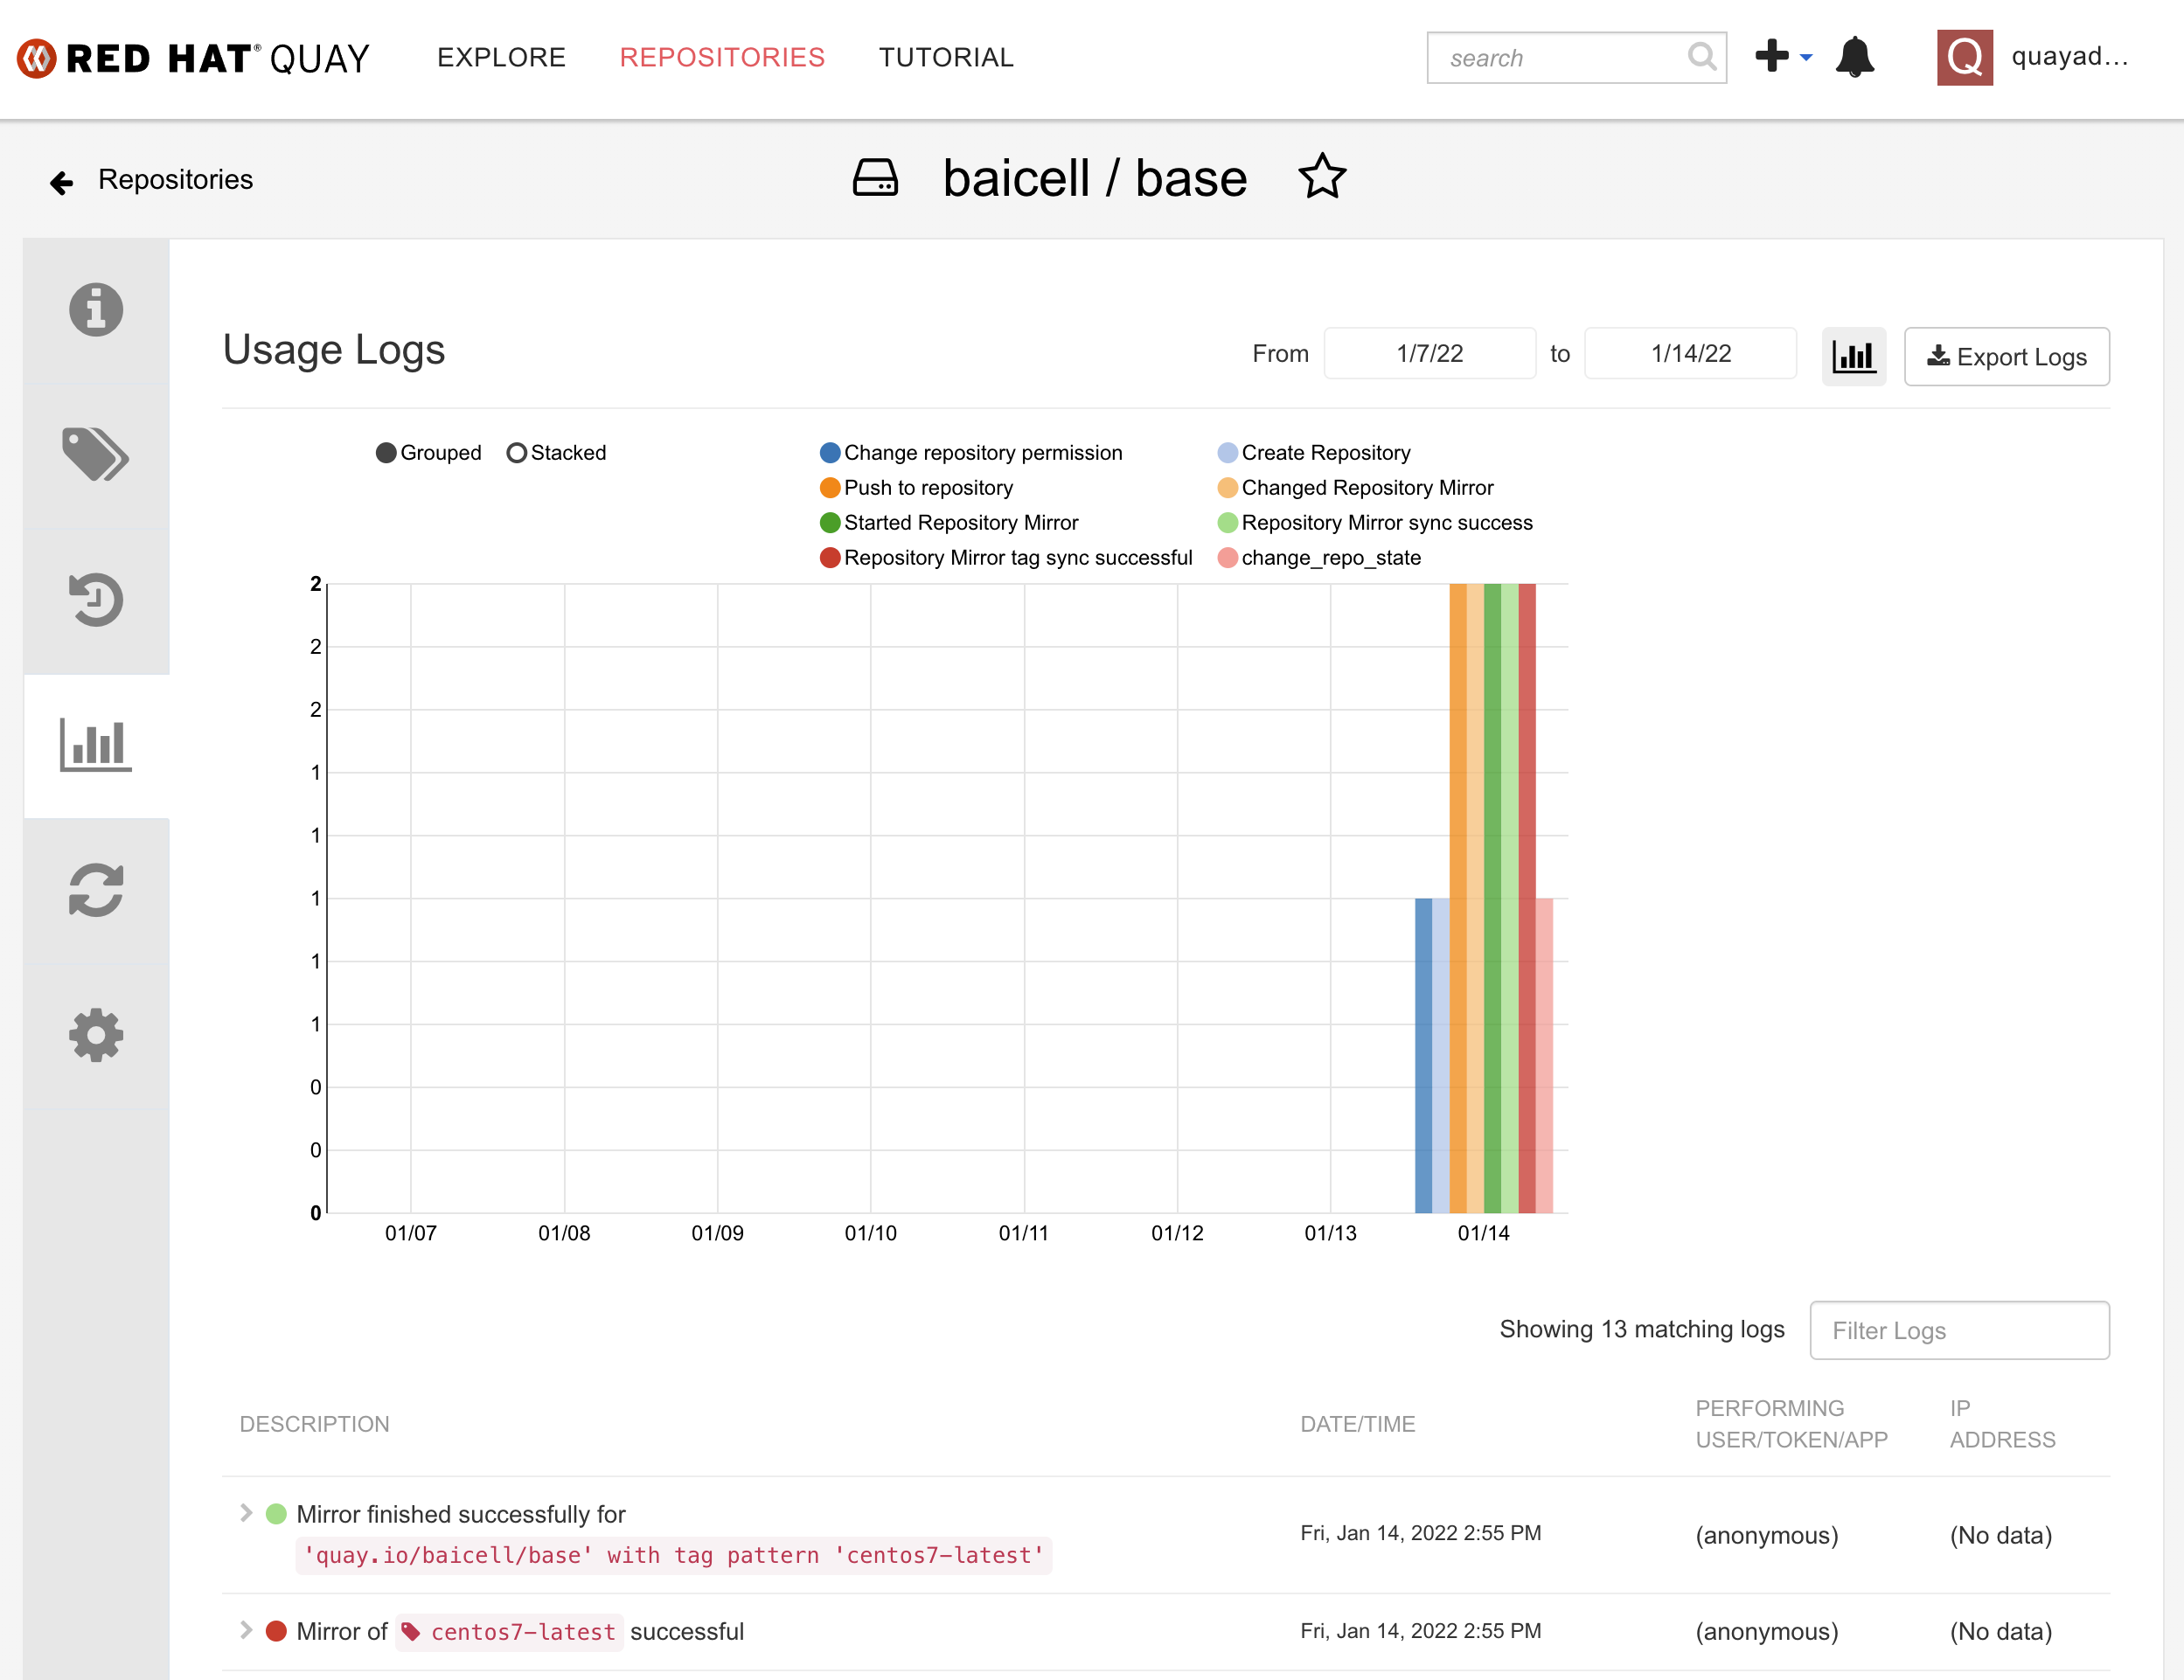 RED HAT® QUAY EXPLORE REPOSITORIES TUTORIAL search Q quayad...
Repositories baicell / base
Usage Logs From 1/7/22 to 1/14/22 Export Logs
Grouped Stacked Change repository permission Create Repository
Push to repository Changed Repository Mirror
Started Repository Mirror Repository Mirror sync success
Repository Mirror tag sync successful change_repo_state
2
2
2
1
1
1
1
1
0
0
0
01/07 01/08 01/09 01/10 01/11 01/12 01/13 01/14
Showing 13 matching logs Filter Logs
DESCRIPTION DATE/TIME PERFORMING USER/TOKEN/APP IP ADDRESS
Mirror finished successfully for
'quay.io/baicell/base' with tag pattern 'centos7-latest' Fri, Jan 14, 2022 2:55 PM (anonymous) (No data)
Mirror of centos7-latest successful Fri, Jan 14, 2022 2:55 PM (anonymous) (No data)